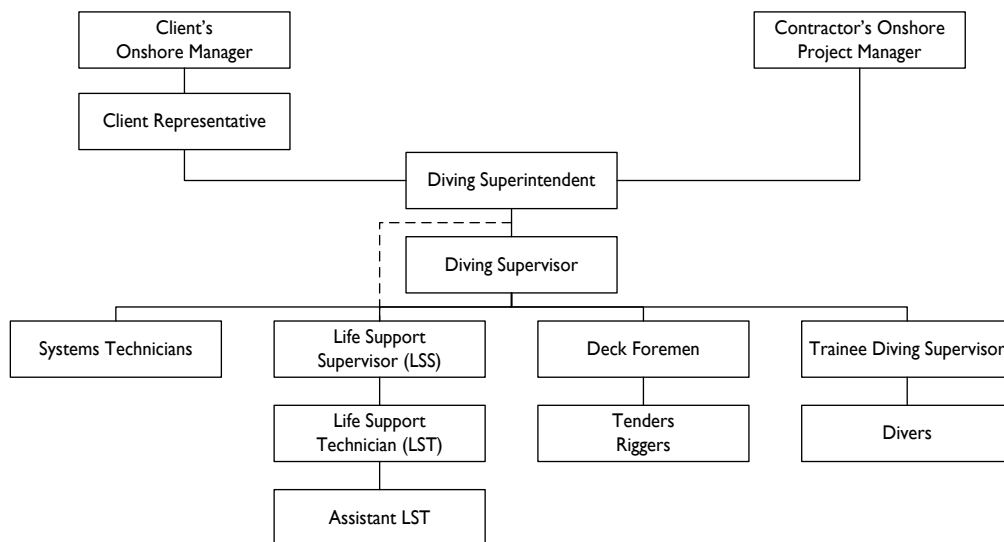 Client's
Onshore Manager
Contractor's Onshore
Project Manager
Client Representative
Diving Superintendent
Diving Supervisor
Systems Technicians
Life Support
Supervisor (LSS)
Deck Foremen
Trainee Diving Supervisor
Life Support
Technician (LST)
Tenders
Riggers
Divers
Assistant LST